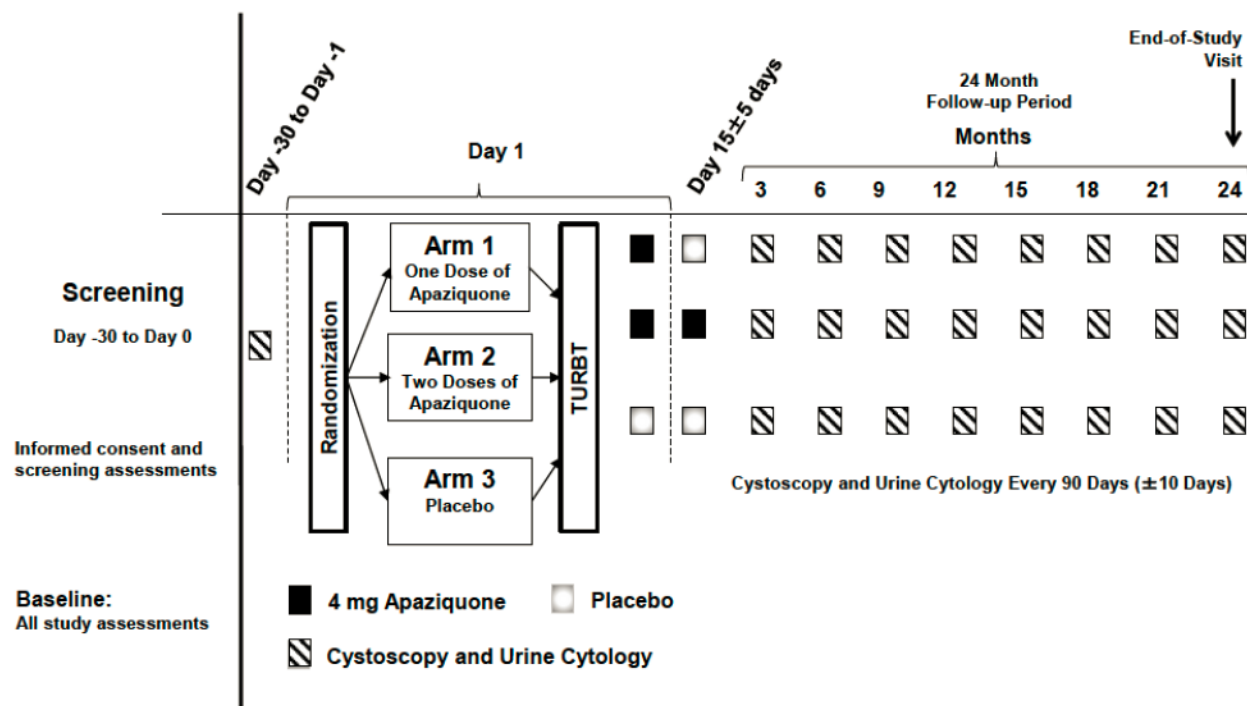 End-of-Study
Visit
24 Month
Follow-up Period
Months
Day -30 to Day -1
Day 1
Day 15±5 days
3 6 9 12 15 18 21 24
Screening
Day -30 to Day 0
Informed consent and
screening assessments
Baseline:
All study assessments
Randomization
Arm 1
One Dose of
Apaziquone
Arm 2
Two Doses of
Apaziquone
Arm 3
Placebo
TURBT
Cystoscopy and Urine Cytology Every 90 Days (±10 Days)
4 mg Apaziquone
Placebo
Cystoscopy and Urine Cytology